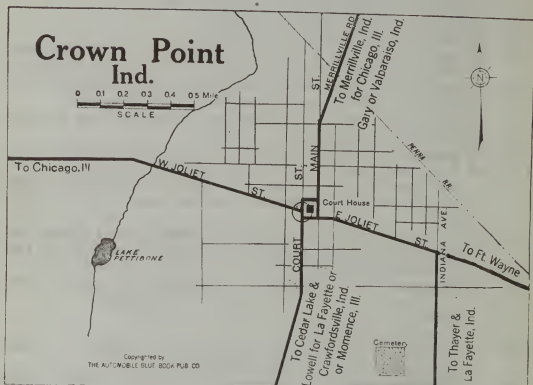 Crown Point
Ind.
0 0.1 0.2 0.3 0.4 0.5 Mile
SCALE
MERRILLVILLE RD
To Merrillville, Ind.
for Chicago, Ill.
Gary or Valparaiso, Ind.
MAIN ST.
PENNA RR.
To Chicago, Ill
W. JOLIET ST.
COURT ST.
Court House
E. JOLIET ST.
INDIANA AVE
To Ft. Wayne
LAKE
PETTIBONE
To Cedar Lake &
Lowell for La Fayette or
Crawfordsville, Ind.
or Momence, Ill.
Cemetery
To Thayer &
La Fayette, Ind.
N
Copyrighted by
THE AUTOMOBILE BLUE BOOK PUB CO